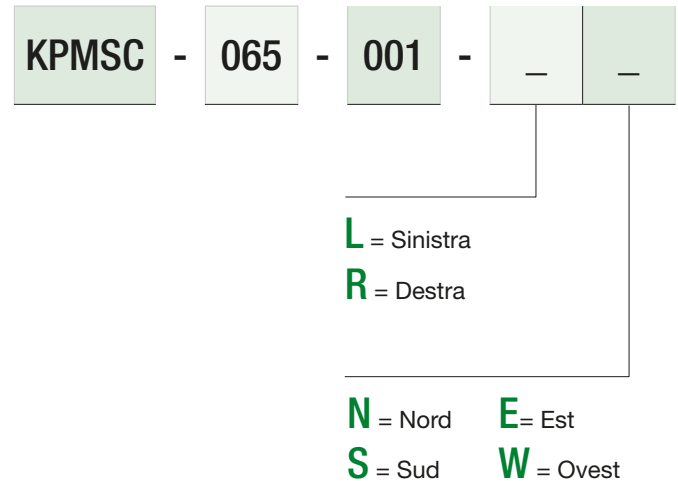 KPMSC - 065 - 001 - _ _
L = Sinistra
R = Destra
N = Nord E= Est
S = Sud W = Ovest